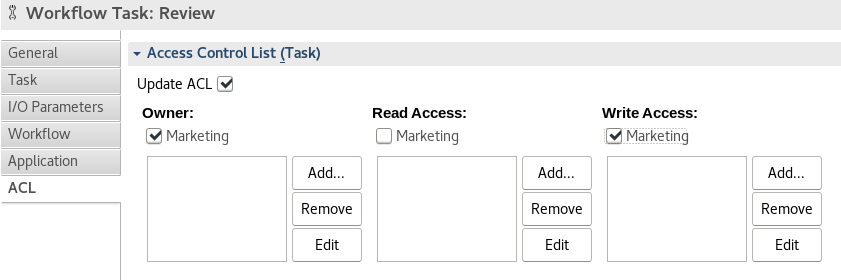 Workflow Task: Review
General
Task
I/O Parameters
Workflow
Application
ACL
Access Control List (Task)
Update ACL
Owner:
Marketing
Add...
Remove
Edit
Read Access:
Marketing
Add...
Remove
Edit
Write Access:
Marketing
Add...
Remove
Edit